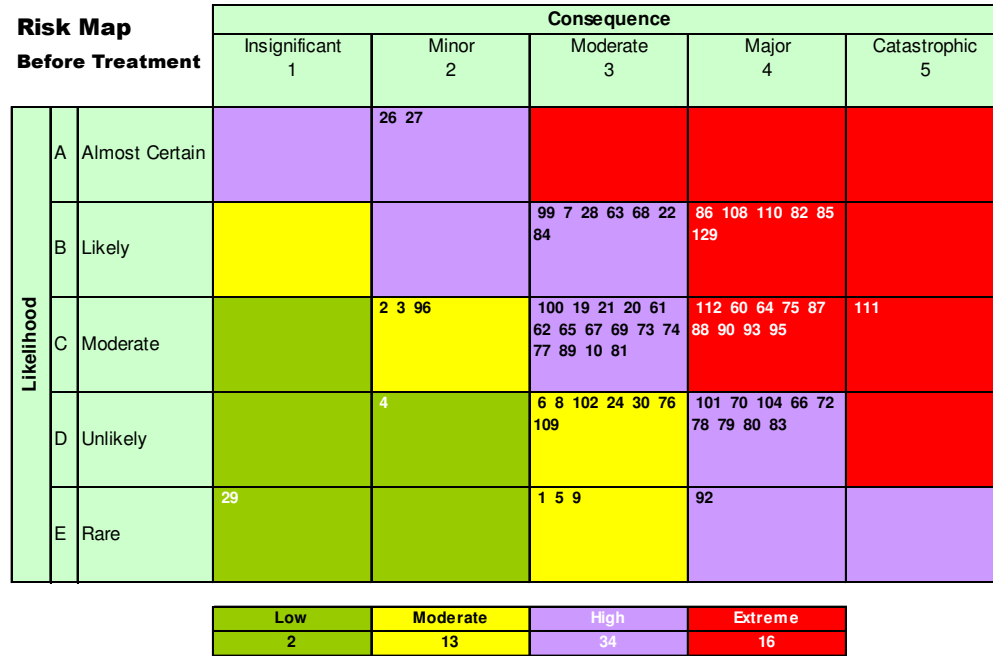 Risk Map
Before Treatment
Consequence
Insignificant
1
Minor
2
Moderate
3
Major
4
Catastrophic
5
Likelihood
A Almost Certain
26 27
B Likely
99 7 28 63 68 22
84
86 108 110 82 85
129
C Moderate
2 3 96
100 19 21 20 61
62 65 67 69 73 74
77 89 10 81
112 60 64 75 87
88 90 93 95
111
D Unlikely
4
6 8 102 24 30 76
109
101 70 104 66 72
78 79 80 83
E Rare
29
1 5 9
92
Low Moderate High Extreme
2 13 34 16